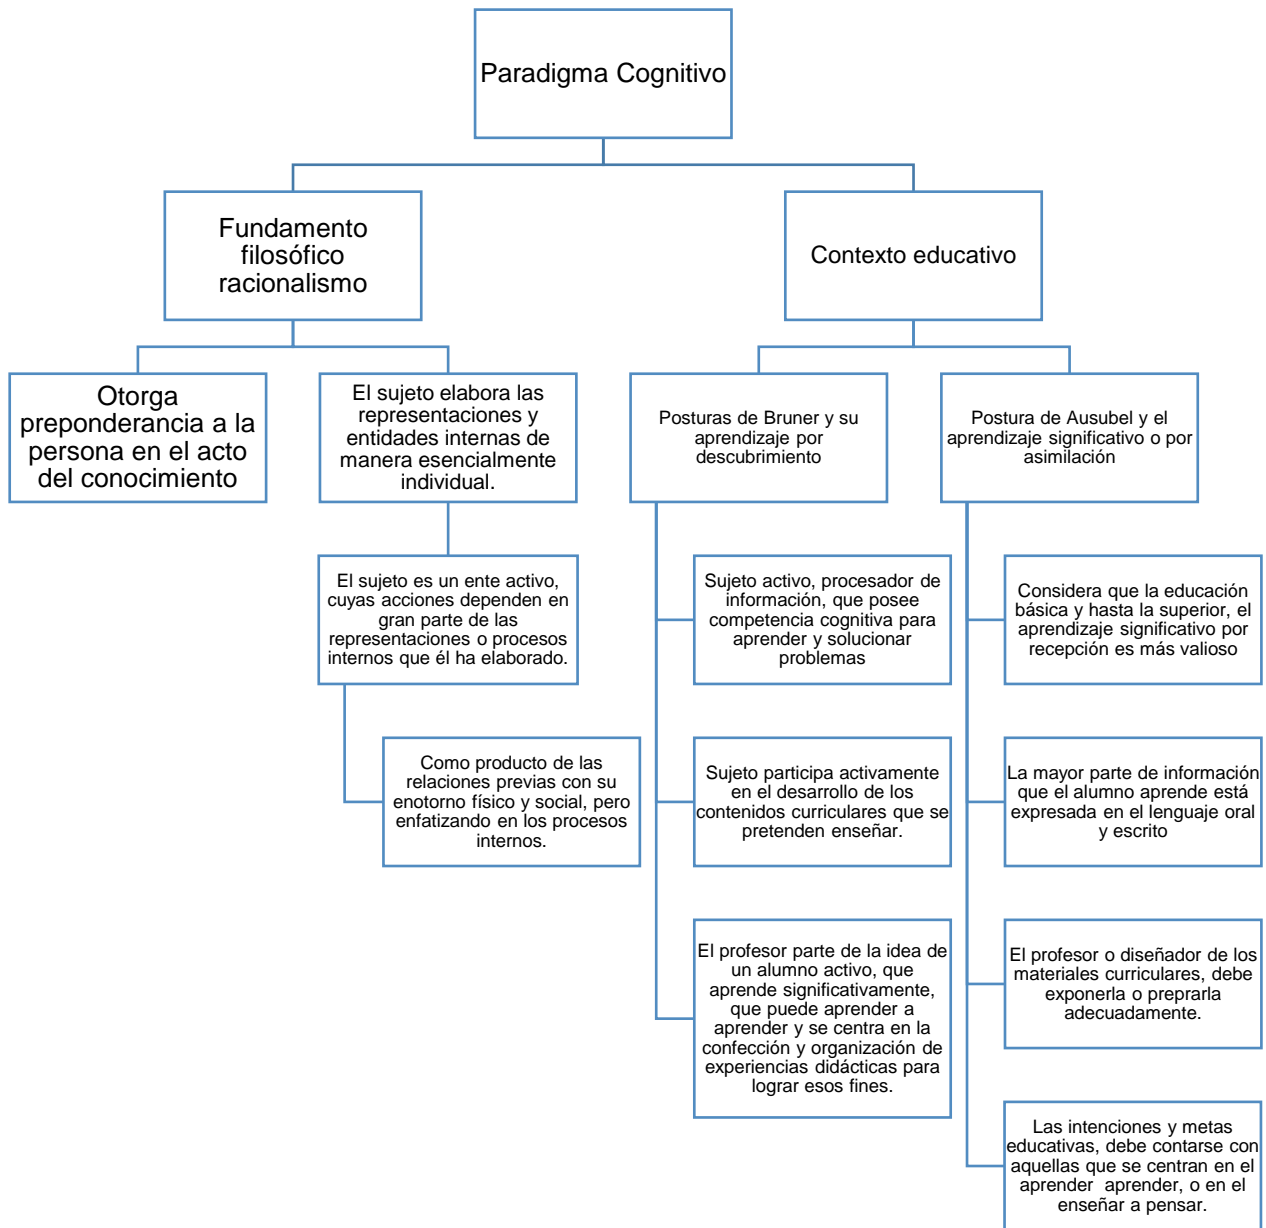 Paradigma Cognitivo
Fundamento
filosófico
racionalismo
Contexto educativo
Otorga
preponderancia a la
persona en el acto
del conocimiento
El sujeto elabora las
representaciones y
entidades internas de
manera esencialmente
individual.
Posturas de Bruner y su
aprendizaje por
descubrimiento
Postura de Ausubel y el
aprendizaje significativo o por
asimilación
El sujeto es un ente activo,
cuyas acciones dependen en
gran parte de las
representaciones o procesos
internos que él ha elaborado.
Sujeto activo, procesador de
información, que posee
competencia cognitiva para
aprender y solucionar
problemas
Considera que la educación
básica y hasta la superior, el
aprendizaje significativo por
recepción es más valioso
Como producto de las
relaciones previas con su
enotorno físico y social, pero
enfatizando en los procesos
internos.
Sujeto participa activamente
en el desarrollo de los
contenidos curriculares que se
pretenden enseñar.
La mayor parte de información
que el alumno aprende está
expresada en el lenguaje oral
y escrito
El profesor parte de la idea de
un alumno activo, que
aprende significativamente,
que puede aprender a
aprender y se centra en la
confección y organización de
experiencias didácticas para
lograr esos fines.
El profesor o diseñador de los
materiales curriculares, debe
exponerla o preprarla
adecuadamente.
Las intenciones y metas
educativas, debe contarse con
aquellas que se centran en el
aprender  aprender, o en el
enseñar a pensar.